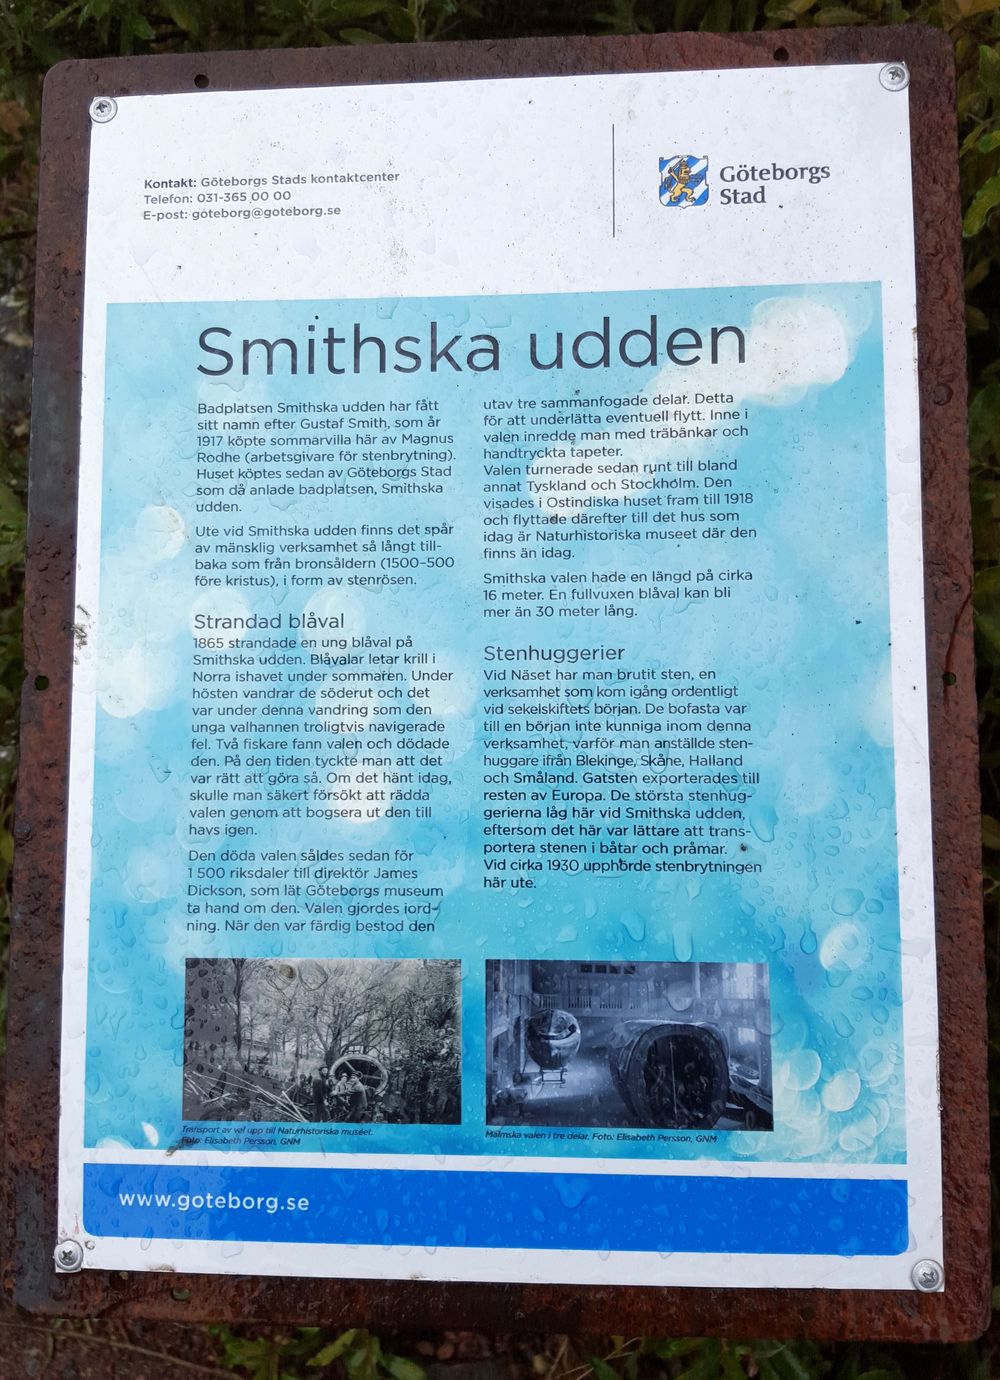 Kontakt: Göteborgs Stads kontaktcenter
Telefon: 031-365 00 00
E-post: goteborg@goteborg.se
Göteborgs
Stad
Smithska udden
Badplatsen Smithska udden har fått
sitt namn efter Gustaf Smith, som år
1917 köpte sommarvilla här av Magnus
Rodhe (arbetsgivare för stenbrytning).
Huset köptes sedan av Göteborgs Stad
som då anlade badplatsen, Smithska
udden.
Ute vid Smithska udden finns det spår
av mänsklig verksamhet så långt till-
baka som från bronsåldern (1500–500
före kristus), i form av stenrösen.
Strandad blåval
1865 strandade en ung blåval på
Smithska udden. Blåvalar letar krill i
Norra ishavet under sommaren. Under
hösten vandrar de söderut och det
var under denna vandring som den
unga valhannen troligtvis navigerade
fel. Två fiskare fann valen och dödade
den. På den tiden tyckte man att det
var rätt att göra så. Om det hänt idag,
skulle man säkert försökt att rädda
valen genom att bogsera ut den till
havs igen.
Den döda valen såldes sedan för
1 500 riksdaler till direktör James
Dickson, som lät Göteborgs museum
ta hand om den. Valen gjordes iord-
ning. När den var färdig bestod den
utav tre sammanfogade delar. Detta
för att underlätta eventuell flytt. Inne i
valen inredde man med träbänkar och
handtryckta tapeter.
Valen turnerade sedan runt till bland
annat Tyskland och Stockholm. Den
visades i Ostindiska huset fram till 1918
och flyttade därefter till det hus som
idag är Naturhistoriska museet där den
finns än idag.
Smithska valen hade en längd på cirka
16 meter. En fullvuxen blåval kan bli
mer än 30 meter lång.
Stenhuggerier
Vid Näset har man brutit sten, en
verksamhet som kom igång ordentligt
vid sekelskiftets början. De bofasta var
till en början inte kunniga inom denna
verksamhet, varför man anställde sten-
huggare ifrån Blekinge, Skåne, Halland
och Småland. Gatsten exporterades till
resten av Europa. De största stenhug-
gerierna låg här vid Smithska udden,
eftersom det här var lättare att trans-
portera stenen i båtar och pråmar.
Vid cirka 1930 upphörde stenbrytningen
här ute.
Transport av val upp till Naturhistoriska muséet.
Foto: Elisabeth Persson, GNM
Malmska valen i tre delar. Foto: Elisabeth Persson, GNM
www.goteborg.se